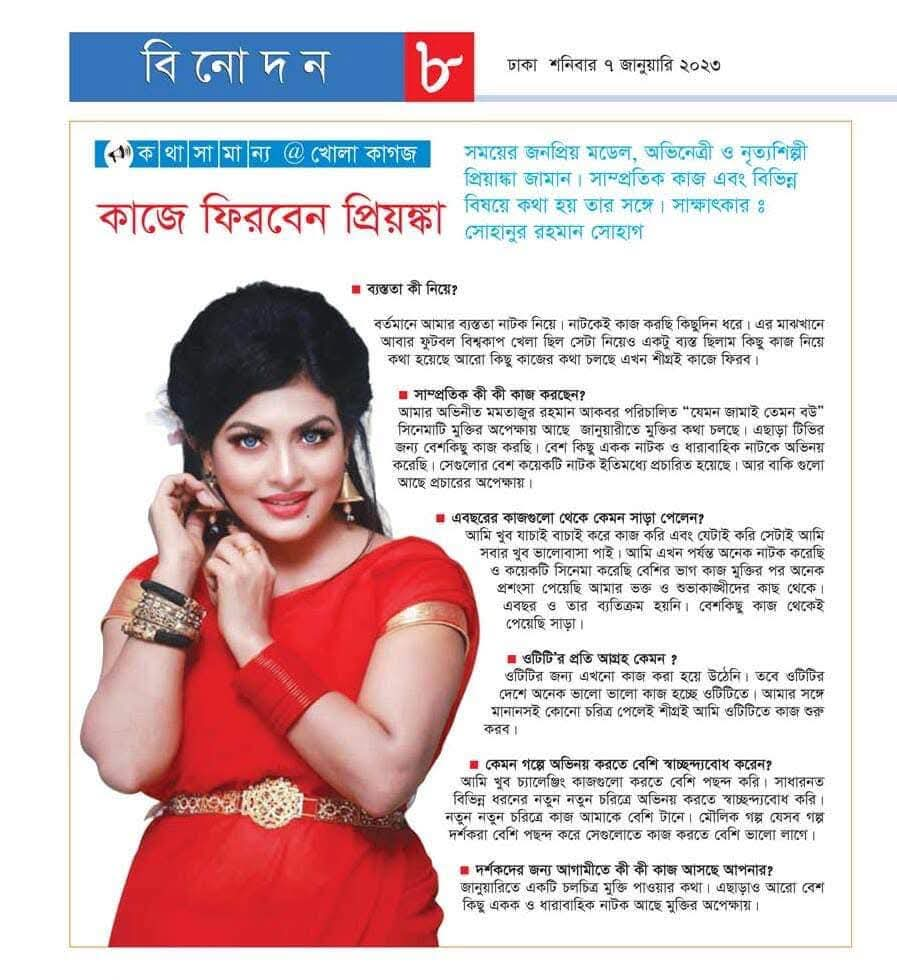 বিনোদন
৮
ঢাকা শনিবার ৭ জানুয়ারি ২০২৩
কথাসামান্য @ খোলা কাগজ
কাজে ফিরবেন প্রিয়ঙ্কা
সময়ের জনপ্রিয় মডেল, অভিনেত্রী ও নৃত্যশিল্পী
প্রিয়াঙ্কা জামান। সাম্প্রতিক কাজ এবং বিভিন্ন
বিষয়ে কথা হয় তার সঙ্গে। সাক্ষাৎকার ঃ
সোহানুর রহমান সোহাগ
■ ব্যস্ততা কী নিয়ে?
বর্তমানে আমার ব্যস্ততা নাটক নিয়ে। নাটকেই কাজ করছি কিছুদিন ধরে। এর মাঝখানে
আবার ফুটবল বিশ্বকাপ খেলা ছিল সেটা নিয়েও একটু ব্যস্ত ছিলাম কিছু কাজ নিয়ে
কথা হয়েছে আরো কিছু কাজের কথা চলছে এখন শীগ্রই কাজে ফিরব।
■ সাম্প্রতিক কী কী কাজ করছেন?
আমার অভিনীত মমতাজুর রহমান আকবর পরিচালিত “যেমন জামাই তেমন বউ”
সিনেমাটি মুক্তির অপেক্ষায় আছে জানুয়ারীতে মুক্তির কথা চলছে। এছাড়া টিভির
জন্য বেশকিছু কাজ করছি। বেশ কিছু একক নাটক ও ধারাবাহিক নাটকে অভিনয়
করেছি। সেগুলোর বেশ কয়েকটি নাটক ইতিমধ্যে প্রচারিত হয়েছে। আর বাকি গুলো
আছে প্রচারের অপেক্ষায়।
■ এবছরের কাজগুলো থেকে কেমন সাড়া পেলেন?
আমি খুব যাচাই বাচাই করে কাজ করি এবং যেটাই করি সেটাই আমি
সবার খুব ভালোবাসা পাই। আমি এখন পর্যন্ত অনেক নাটক করেছি
ও কয়েকটি সিনেমা করেছি বেশির ভাগ কাজ মুক্তির পর অনেক
প্রশংসা পেয়েছি আমার ভক্ত ও শুভাকাঙ্খীদের কাছ থেকে।
এবছর ও তার ব্যতিক্রম হয়নি। বেশকিছু কাজ থেকেই
পেয়েছি সাড়া।
■ ওটিটি’র প্রতি আগ্রহ কেমন ?
ওটিটির জন্য এখনো কাজ করা হয়ে উঠেনি। তবে ওটিটির
দেশে অনেক ভালো ভালো কাজ হচ্ছে ওটিটিতে। আমার সঙ্গে
মানানসই কোনো চরিত্র পেলেই শীগ্রই আমি ওটিটিতে কাজ শুরু
করব।
■ কেমন গল্পে অভিনয় করতে বেশি স্বাচ্ছন্দ্যবোধ করেন?
আমি খুব চ্যালেঞ্জিং কাজগুলো করতে বেশি পছন্দ করি। সাধারনত
বিভিন্ন ধরনের নতুন নতুন চরিত্রে অভিনয় করতে স্বাচ্ছন্দ্যবোধ করি।
নতুন নতুন চরিত্রে কাজ আমাকে বেশি টানে। মৌলিক গল্প যেসব গল্প
দর্শকরা বেশি পছন্দ করে সেগুলোতে কাজ করতে বেশি ভালো লাগে।
■ দর্শকদের জন্য আগামীতে কী কী কাজ আসছে আপনার?
জানুয়ারিতে একটি চলচিত্র মুক্তি পাওয়ার কথা। এছাড়াও আরো বেশ
কিছু একক ও ধারাবাহিক নাটক আছে মুক্তির অপেক্ষায়।